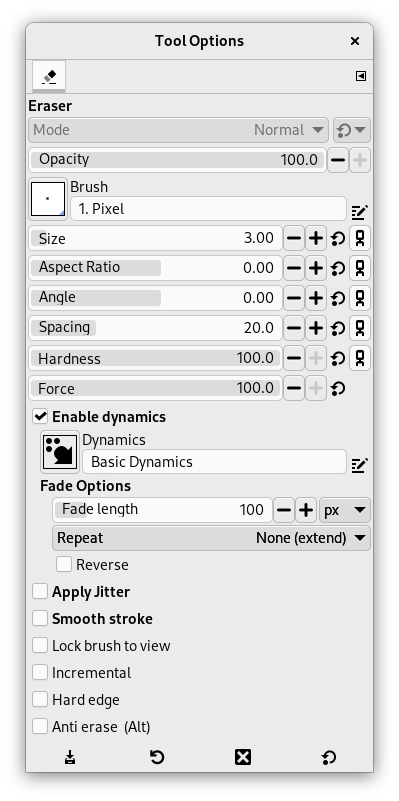 Tool Options
Eraser
Mode Normal
Opacity 100.0
Brush
1. Pixel
Size 3.00
Aspect Ratio 0.00
Angle 0.00
Spacing 20.0
Hardness 100.0
Force 100.0
Enable dynamics
Dynamics
Basic Dynamics
Fade Options
Fade length 100 px
Repeat None (extend)
Reverse
Apply Jitter
Smooth stroke
Lock brush to view
Incremental
Hard edge
Anti erase (Alt)